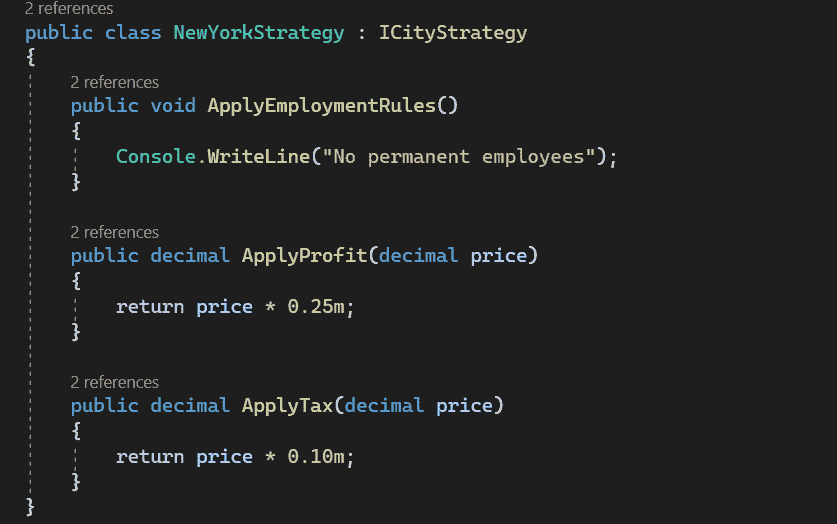 2 references
public class NewYorkStrategy : ICityStrategy
{
2 references
public void ApplyEmploymentRules()
{
Console.WriteLine("No permanent employees");
}
2 references
public decimal ApplyProfit(decimal price)
{
return price * 0.25m;
}
2 references
public decimal ApplyTax(decimal price)
{
return price * 0.10m;
}
}